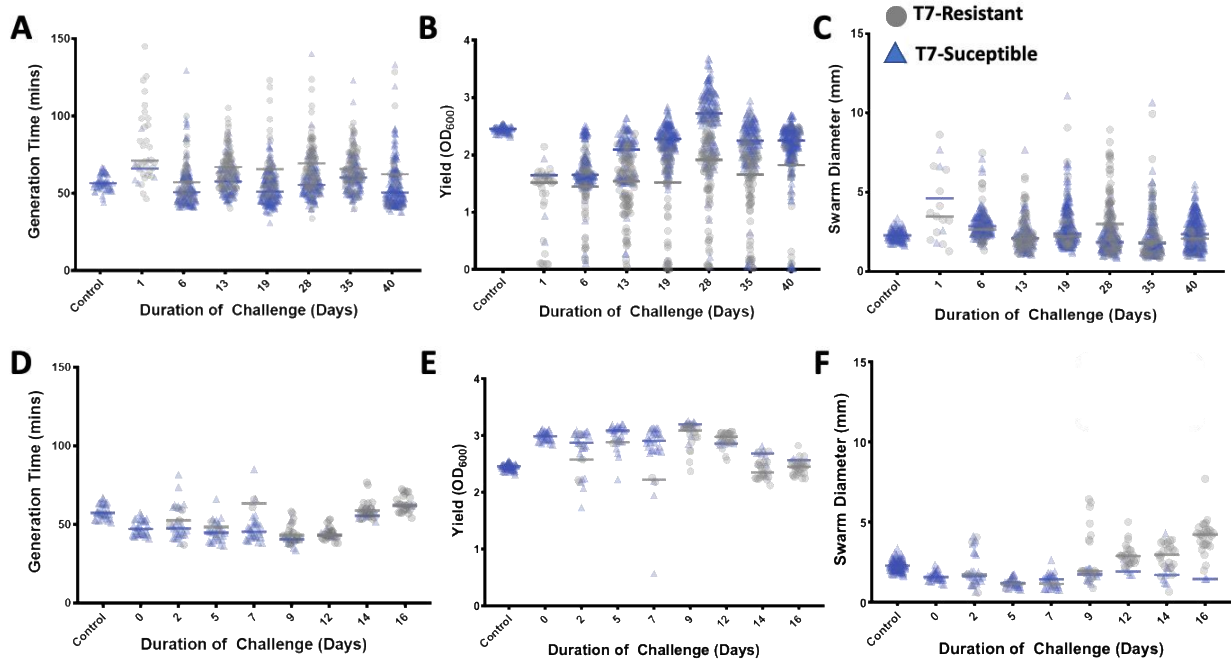 T7-Resistant
T7-Suceptible
A
Generation Time (mins)
150
100
50
0
Control
1
6
13
19
28
35
40
Duration of Challenge (Days)
B
Yield (OD600)
4
3
2
1
0
Control
1
6
13
19
28
35
40
Duration of Challenge (Days)
C
Swarm Diameter (mm)
15
10
5
0
Control
1
6
13
19
28
35
40
Duration of Challenge (Days)
D
Generation Time (mins)
150
100
50
0
Control
0
2
5
7
9
12
14
16
Duration of Challenge (Days)
E
Yield (OD600)
4
3
2
1
0
Control
0
2
5
7
9
12
14
16
Duration of Challenge (Days)
F
Swarm Diameter (mm)
15
10
5
0
Control
0
2
5
7
9
12
14
16
Duration of Challenge (Days)